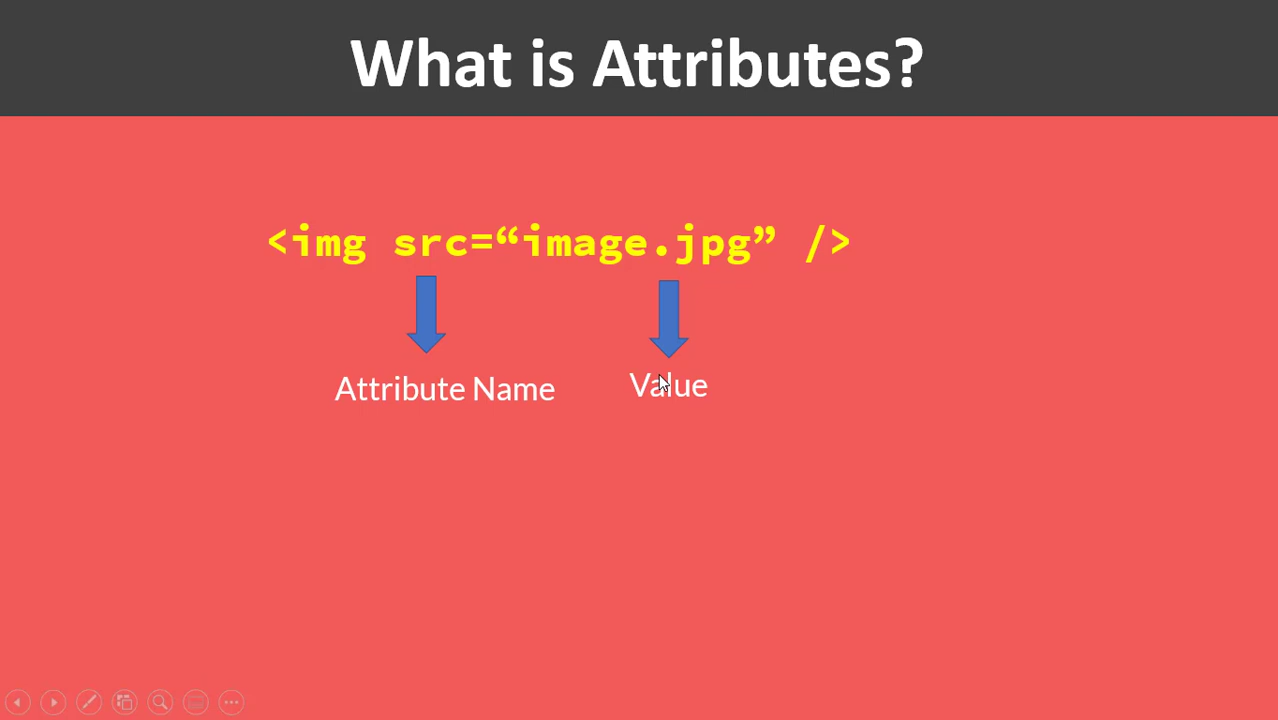 What is Attributes?
<img src=“image.jpg” />
Attribute Name Value